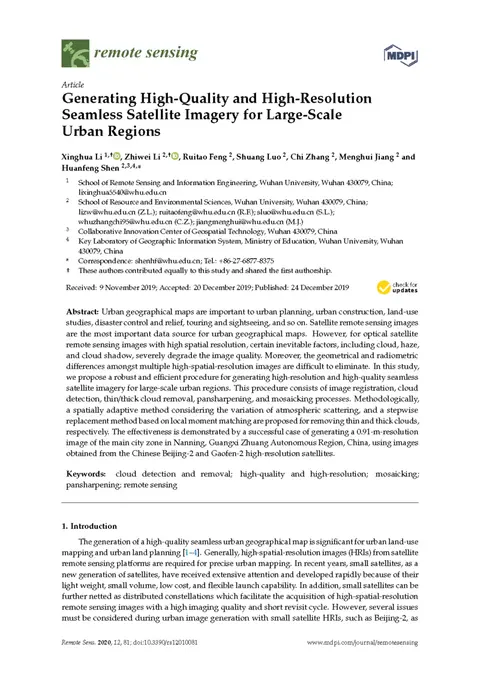 remote sensing
MDPI
Article
Generating High-Quality and High-Resolution
Seamless Satellite Imagery for Large-Scale
Urban Regions
Xinghua Li 1,†, Zhiwei Li 2,†, Ruitao Feng 2, Shuang Luo 2, Chi Zhang 2, Menghui Jiang 2 and
Huanfeng Shen 2,3,4,*
1 School of Remote Sensing and Information Engineering, Wuhan University, Wuhan 430079, China;
lixinghua5540@whu.edu.cn
2 School of Resource and Environmental Sciences, Wuhan University, Wuhan 430079, China;
lizw@whu.edu.cn (Z.L.); ruitaofeng@whu.edu.cn (R.F.); sluo@whu.edu.cn (S.L.);
whuzhangchi95@whu.edu.cn (C.Z.); jiangmenghui@whu.edu.cn (M.J.)
3 Collaborative Innovation Center of Geospatial Technology, Wuhan 430079, China
4 Key Laboratory of Geographic Information System, Ministry of Education, Wuhan University, Wuhan
430079, China
* Correspondence: shenhf@whu.edu.cn; Tel.: +86-27-6877-8375
† These authors contributed equally to this study and shared the first authorship.
Received: 9 November 2019; Accepted: 20 December 2019; Published: 24 December 2019
check for
updates
Abstract: Urban geographical maps are important to urban planning, urban construction, land-use
studies, disaster control and relief, touring and sightseeing, and so on. Satellite remote sensing images
are the most important data source for urban geographical maps. However, for optical satellite
remote sensing images with high spatial resolution, certain inevitable factors, including cloud, haze,
and cloud shadow, severely degrade the image quality. Moreover, the geometrical and radiometric
differences amongst multiple high-spatial-resolution images are difficult to eliminate. In this study,
we propose a robust and efficient procedure for generating high-resolution and high-quality seamless
satellite imagery for large-scale urban regions. This procedure consists of image registration, cloud
detection, thin/thick cloud removal, pansharpening, and mosaicking processes. Methodologically,
a spatially adaptive method considering the variation of atmospheric scattering, and a stepwise
replacement method based on local moment matching are proposed for removing thin and thick clouds,
respectively. The effectiveness is demonstrated by a successful case of generating a 0.91-m-resolution
image of the main city zone in Nanning, Guangxi Zhuang Autonomous Region, China, using images
obtained from the Chinese Beijing-2 and Gaofen-2 high-resolution satellites.
Keywords: cloud detection and removal; high-quality and high-resolution; mosaicking;
pansharpening; remote sensing
1. Introduction
The generation of a high-quality seamless urban geographical map is significant for urban land-use
mapping and urban land planning [1–4]. Generally, high-spatial-resolution images (HRIs) from satellite
remote sensing platforms are required for precise urban mapping. In recent years, small satellites, as a
new generation of satellites, have received extensive attention and developed rapidly because of their
light weight, small volume, low cost, and flexible launch capability. In addition, small satellites can be
further netted as distributed constellations which facilitate the acquisition of high-spatial-resolution
remote sensing images with a high imaging quality and short revisit cycle. However, several issues
must be considered during urban image generation with small satellite HRIs, such as Beijing-2, as
Remote Sens. 2020, 12, 81; doi:10.3390/rs12010081
www.mdpi.com/journal/remotesensing